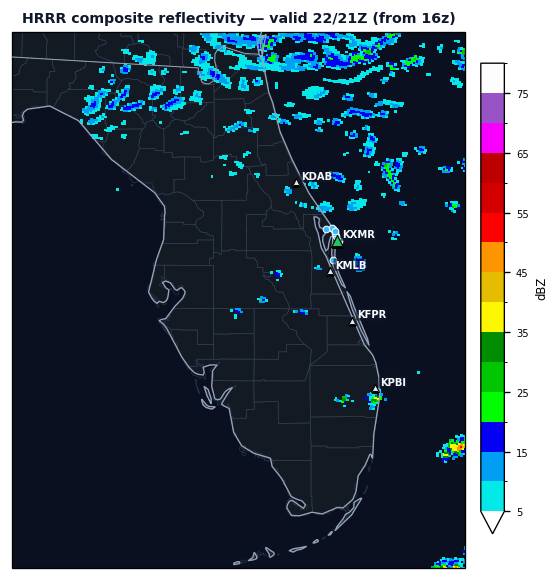 HRRR composite reflectivity — valid 22/21Z (from 16z)
KDAB
KXMR
KMLB
KFPR
KPBI
75
65
55
45
35
25
15
5
dBZ